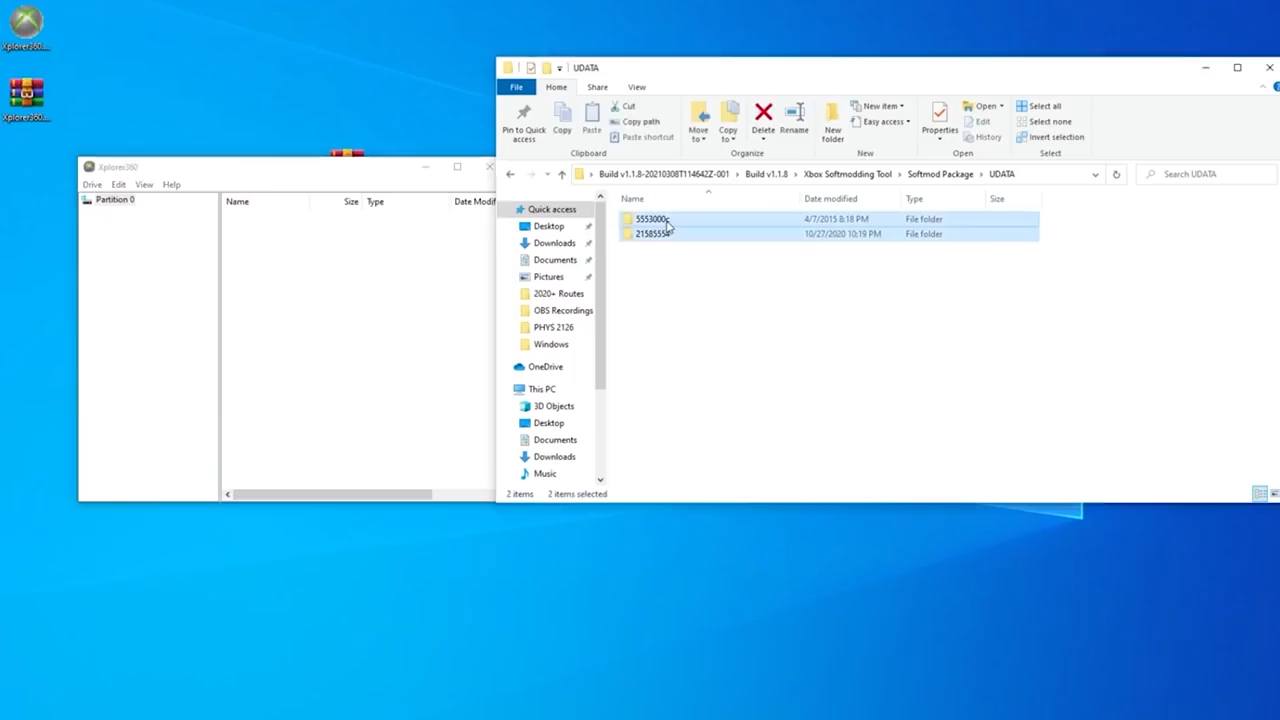 Xplorer360....
Xplorer360....
Xplorer360
Drive Edit View Help
Partition 0
Name Size Type Date Modi
UDATA
File Home Share View
Pin to Quick access
Copy
Paste
Cut
Copy path
Paste shortcut
Clipboard
Move to
Copy to
Delete
Rename
Organize
New folder
New item
Easy access
New
Properties
Open
Edit
History
Open
Select all
Select none
Invert selection
Select
Build v1.1.8-20210308T114642Z-001 Build v1.1.8 Xbox Softmodding Tool Softmod Package UDATA
Search UDATA
Name Date modified Type Size
5553000c 4/7/2015 8:18 PM File folder
21585554 10/27/2020 10:19 PM File folder
Quick access
Desktop
Downloads
Documents
Pictures
2020+ Routes
OBS Recordings
PHYS 2126
Windows
OneDrive
This PC
3D Objects
Desktop
Documents
Downloads
Music
2 items 2 items selected